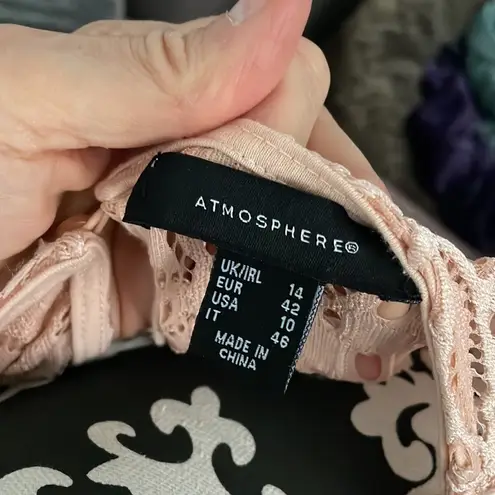 ATMOSPHERE®
UK/IRL 14
EUR 42
USA 10
IT 46
MADE IN
CHINA